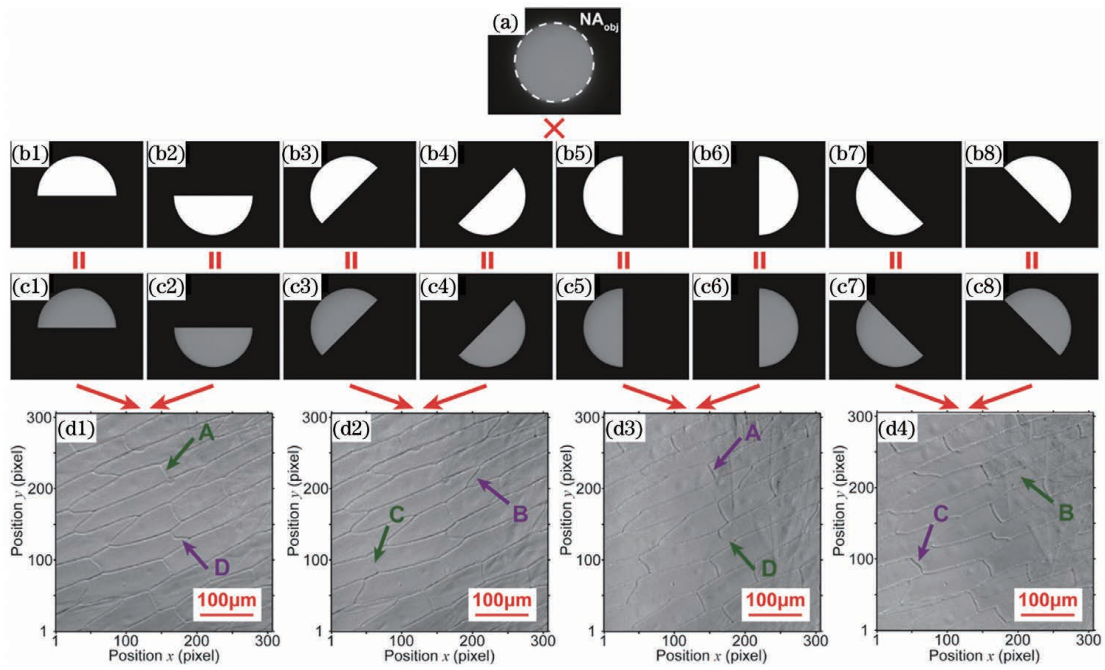 (a) NAobj
×
(b1) (b2) (b3) (b4) (b5) (b6) (b7) (b8)
= = = = = = = =
(c1) (c2) (c3) (c4) (c5) (c6) (c7) (c8)
(d1) A D 100μm
300 200 100 1
Position y (pixel)
1 100 200 300
Position x (pixel)
(d2) C B 100μm
300 200 100 1
Position y (pixel)
1 100 200 300
Position x (pixel)
(d3) A D 100μm
300 200 100 1
Position y (pixel)
1 100 200 300
Position x (pixel)
(d4) C B 100μm
300 200 100 1
Position y (pixel)
1 100 200 300
Position x (pixel)